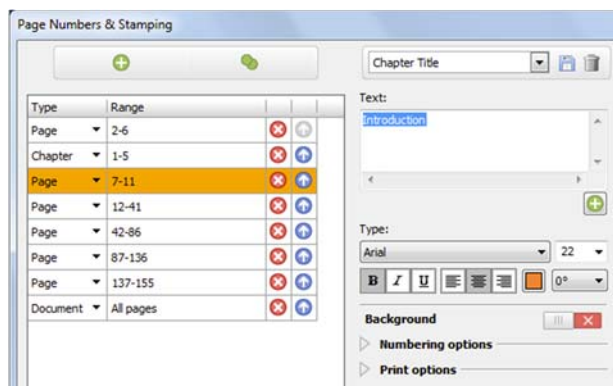 Page Numbers & Stamping
Chapter Title
Type Range
Page 2-6
Chapter 1-5
Page 7-11
Page 12-41
Page 42-86
Page 87-136
Page 137-155
Document All pages
Text:
Introduction
Type:
Arial 22
B I U 0°
Background
Numbering options
Print options